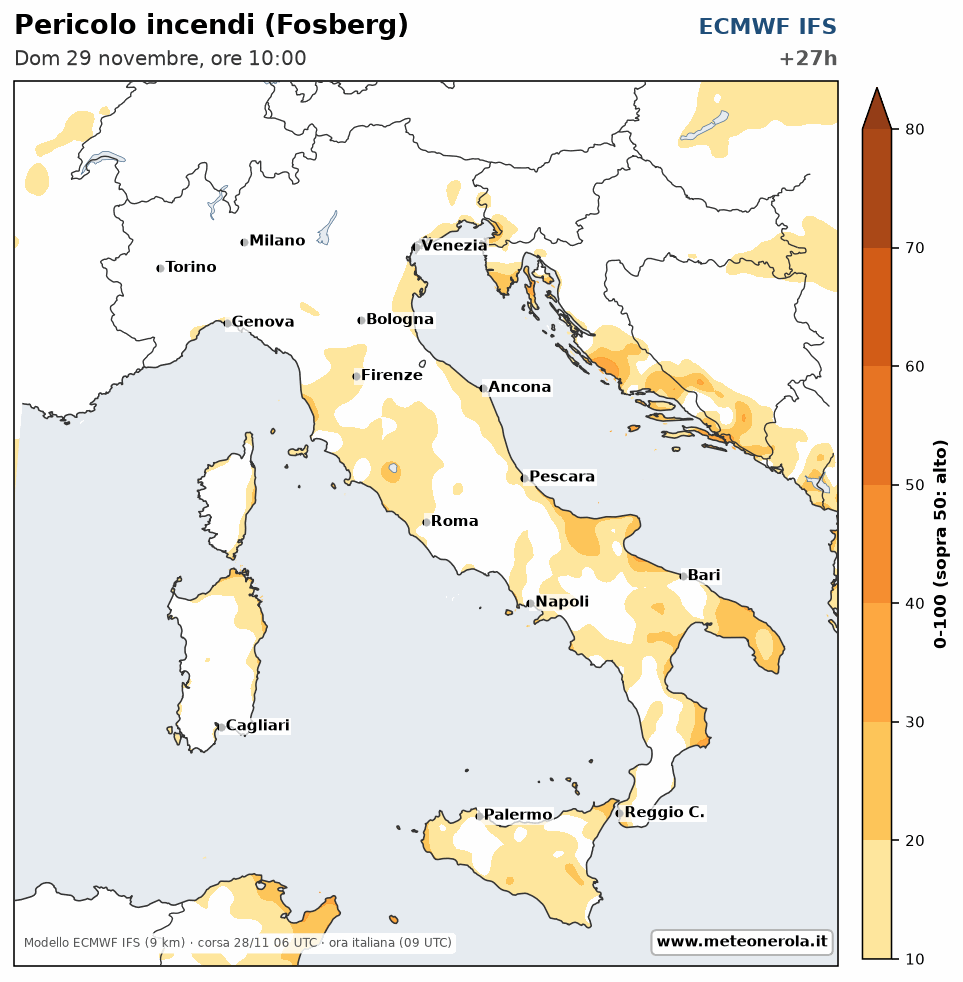 Pericolo incendi (Fosberg)
ECMWF IFS
Dom 29 novembre, ore 10:00
+27h
Milano
Venezia
Torino
Genova
Bologna
Firenze
Ancona
Pescara
Roma
Bari
Napoli
Cagliari
Palermo
Reggio C.
80
70
60
50
40
30
20
10
0-100 (sopra 50: alto)
Modello ECMWF IFS (9 km) · corsa 28/11 06 UTC · ora italiana (09 UTC)
www.meteonerola.it